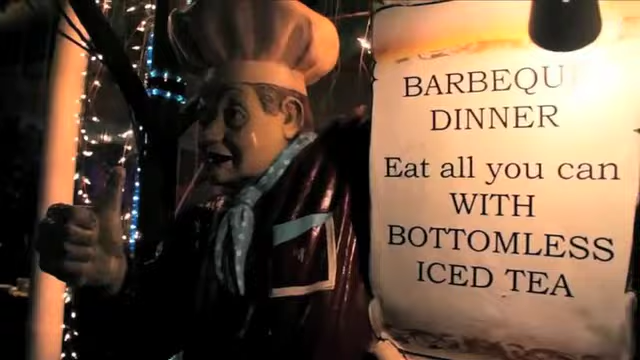 BARBEQU
DINNER
Eat all you can
WITH
BOTTOMLESS
ICED TEA